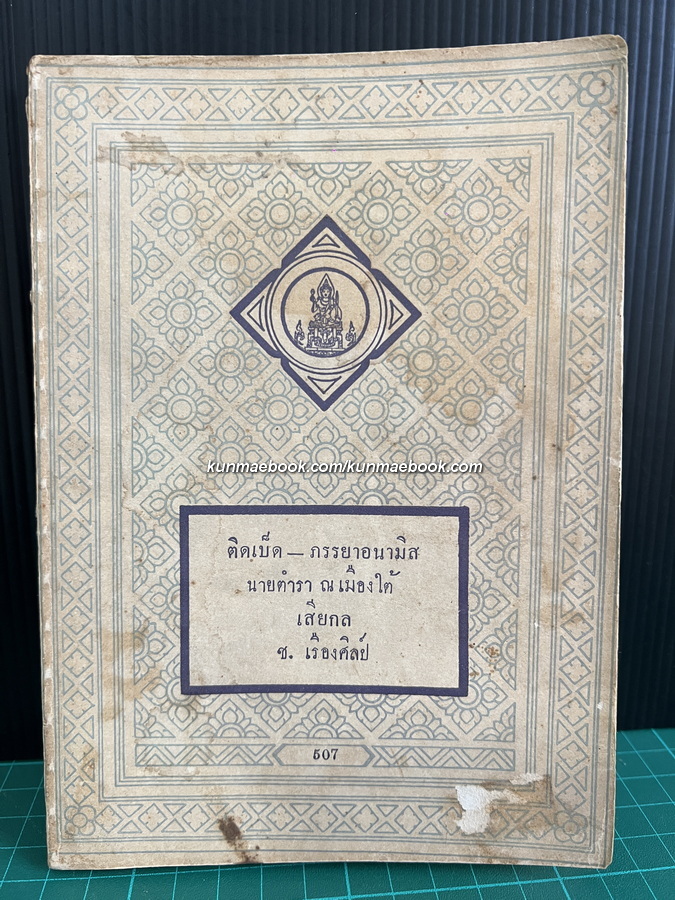 kunmaebook.com/kunmaebook.com
ติดเบ็ด — ภรรยาอนามิส
นายตำรา ณ เมืองใต้
เสียกล
ช. เรืองศิลป์
507